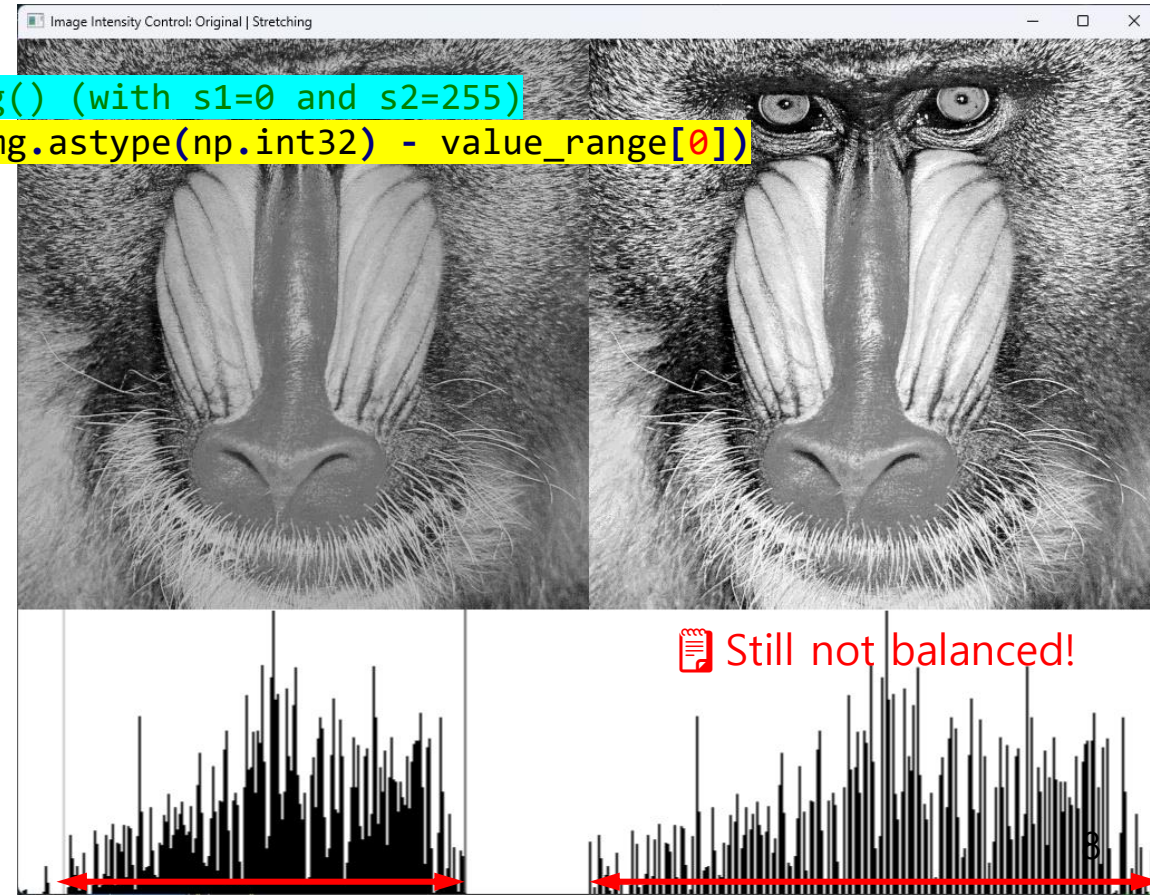 Image Intensity Control: Original | Stretching
g() (with s1=0 and s2=255)
mg.astype(np.int32) - value_range[0])
Still not balanced!
8